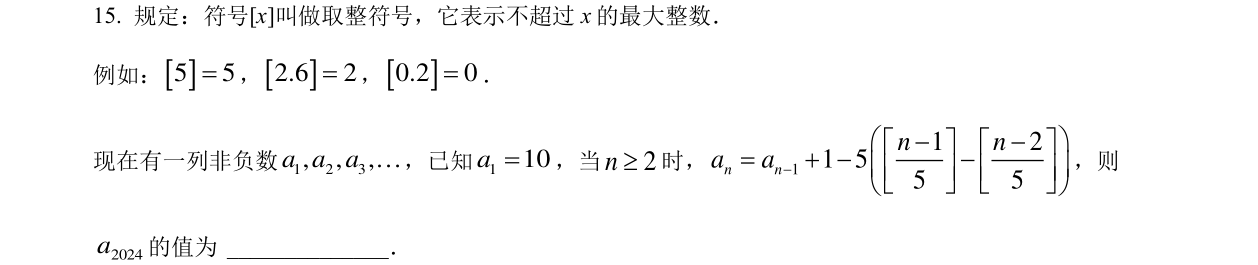 15. 规定：符号[x]叫做取整符号，它表示不超过 x 的最大整数．
例如：[5]=5，[2.6]=2，[0.2]=0．
现在有一列非负数 a₁,a₂,a₃,…，已知 a₁=10，当 n≥2 时，aₙ=aₙ₋₁+1−5([(n−1)/5]−[(n−2)/5])，则
a₂₀₂₄ 的值为 ____________．